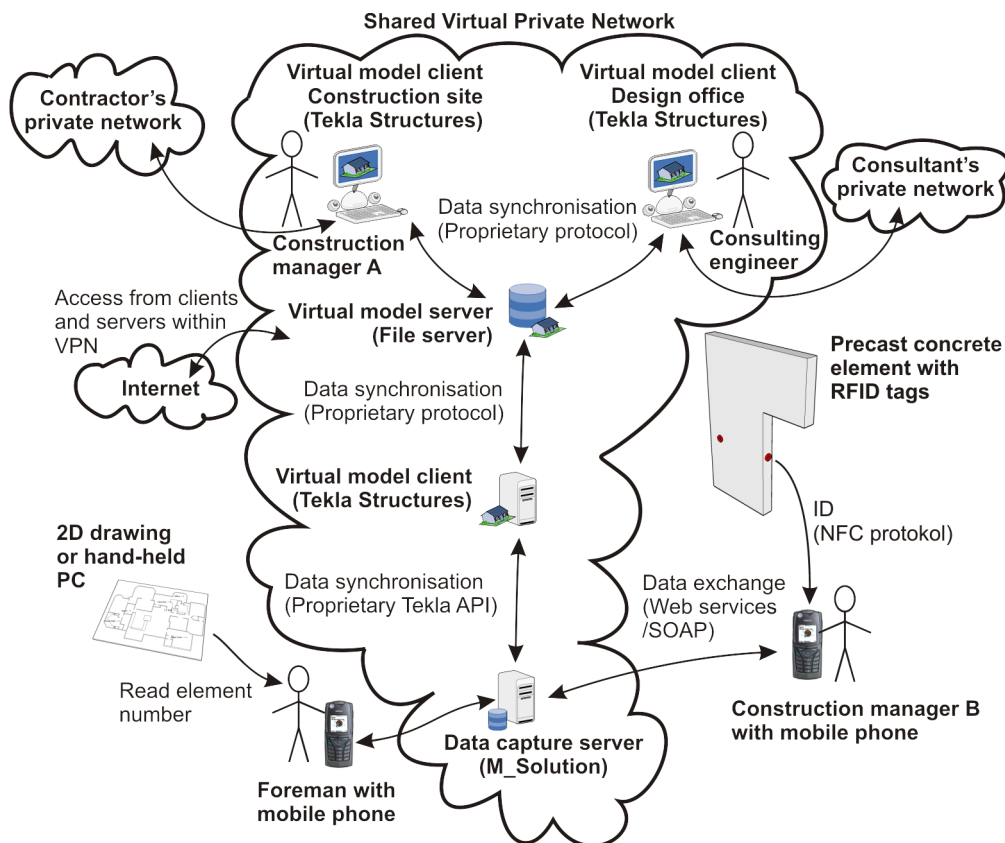 Shared Virtual Private Network
Contractor's
private network
Virtual model client
Construction site
(Tekla Structures)
Virtual model client
Design office
(Tekla Structures)
Consultant's
private network
Data synchronisation
(Proprietary protocol)
Construction
manager A
Consulting
engineer
Access from clients
and servers within
VPN
Internet
Virtual model server
(File server)
Precast concrete
element with
RFID tags
Data synchronisation
(Proprietary protocol)
Virtual model client
(Tekla Structures)
ID
(NFC protokol)
2D drawing
or hand-held
PC
Data synchronisation
(Proprietary Tekla API)
Data exchange
(Web services
/SOAP)
Read element
number
Construction manager B
with mobile phone
Data capture server
(M_Solution)
Foreman with
mobile phone